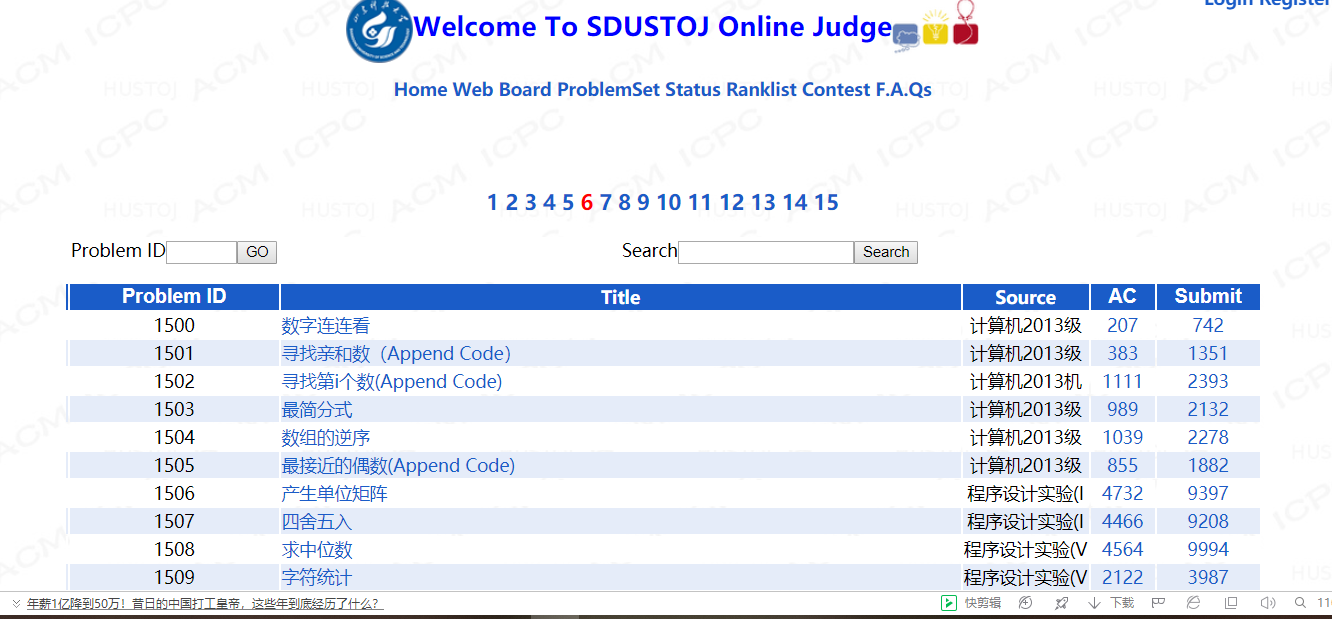 Login Register
Welcome To SDUSTOJ Online Judge
Home Web Board ProblemSet Status Ranklist Contest F.A.Qs
1 2 3 4 5 6 7 8 9 10 11 12 13 14 15
Problem ID GO Search Search
Problem ID Title Source AC Submit
1500 数字连连看 计算机2013级 207 742
1501 寻找亲和数（Append Code） 计算机2013级 383 1351
1502 寻找第i个数(Append Code) 计算机2013机 1111 2393
1503 最简分式 计算机2013级 989 2132
1504 数组的逆序 计算机2013级 1039 2278
1505 最接近的偶数(Append Code) 计算机2013级 855 1882
1506 产生单位矩阵 程序设计实验(I 4732 9397
1507 四舍五入 程序设计实验(I 4466 9208
1508 求中位数 程序设计实验(V 4564 9994
1509 字符统计 程序设计实验(V 2122 3987
年薪1亿降到50万！昔日的中国打工皇帝，这些年到底经历了什么？ 快剪辑 下载